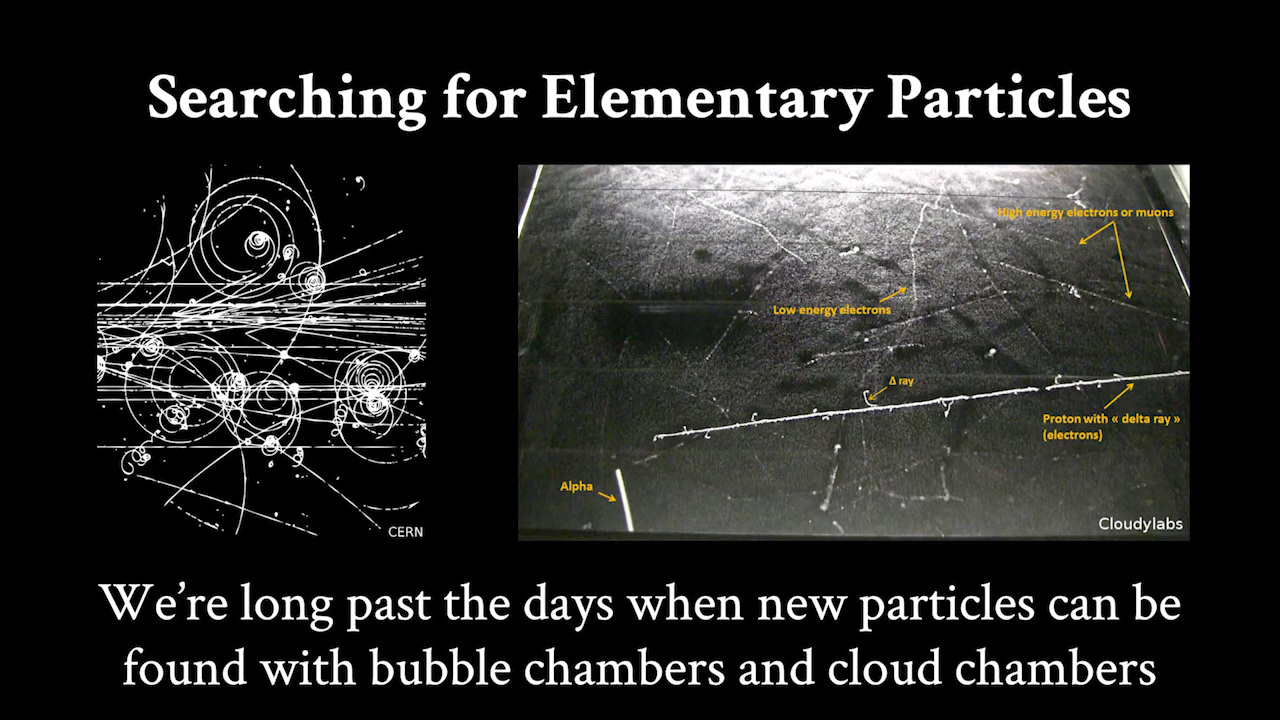 Searching for Elementary Particles
High energy electrons or muons
Low energy electrons
Δ ray
Proton with « delta ray »
(electrons)
Alpha
CERN
Cloudylabs
We’re long past the days when new particles can be
found with bubble chambers and cloud chambers